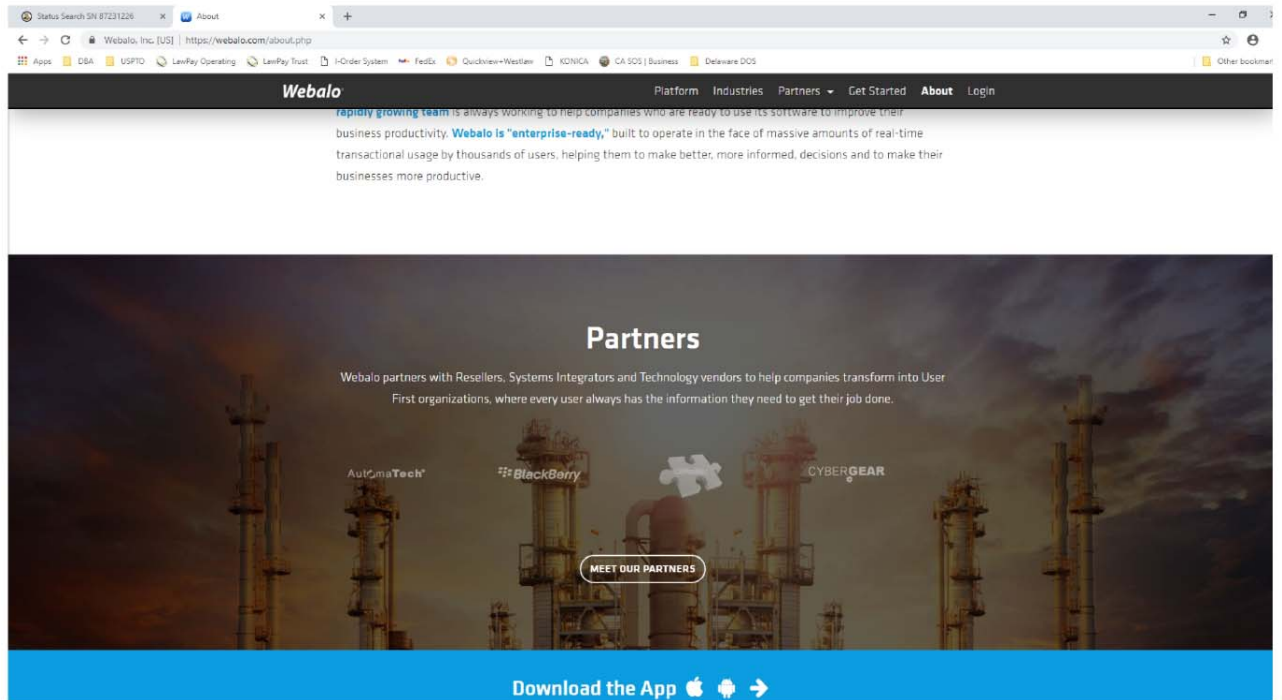 Status Search SN 87231226
About
Webalo, Inc. [US] | https://webalo.com/about.php
Apps DBA USPTO LawPay Operating LawPay Trust I-Order System FedEx Quickview+Westlaw KONICA CA SOS | Business Delaware DOS Other bookmar
Webalo Platform Industries Partners Get Started About Login
rapidly growing team is always working to help companies who are ready to use its software to improve their
business productivity. Webalo is "enterprise-ready," built to operate in the face of massive amounts of real-time
transactional usage by thousands of users, helping them to make better, more informed, decisions and to make their
businesses more productive.
Partners
Webalo partners with Resellers, Systems Integrators and Technology vendors to help companies transform into User
First organizations, where every user always has the information they need to get their job done.
AutomaTech BlackBerry CYBERGEAR
MEET OUR PARTNERS
Download the App